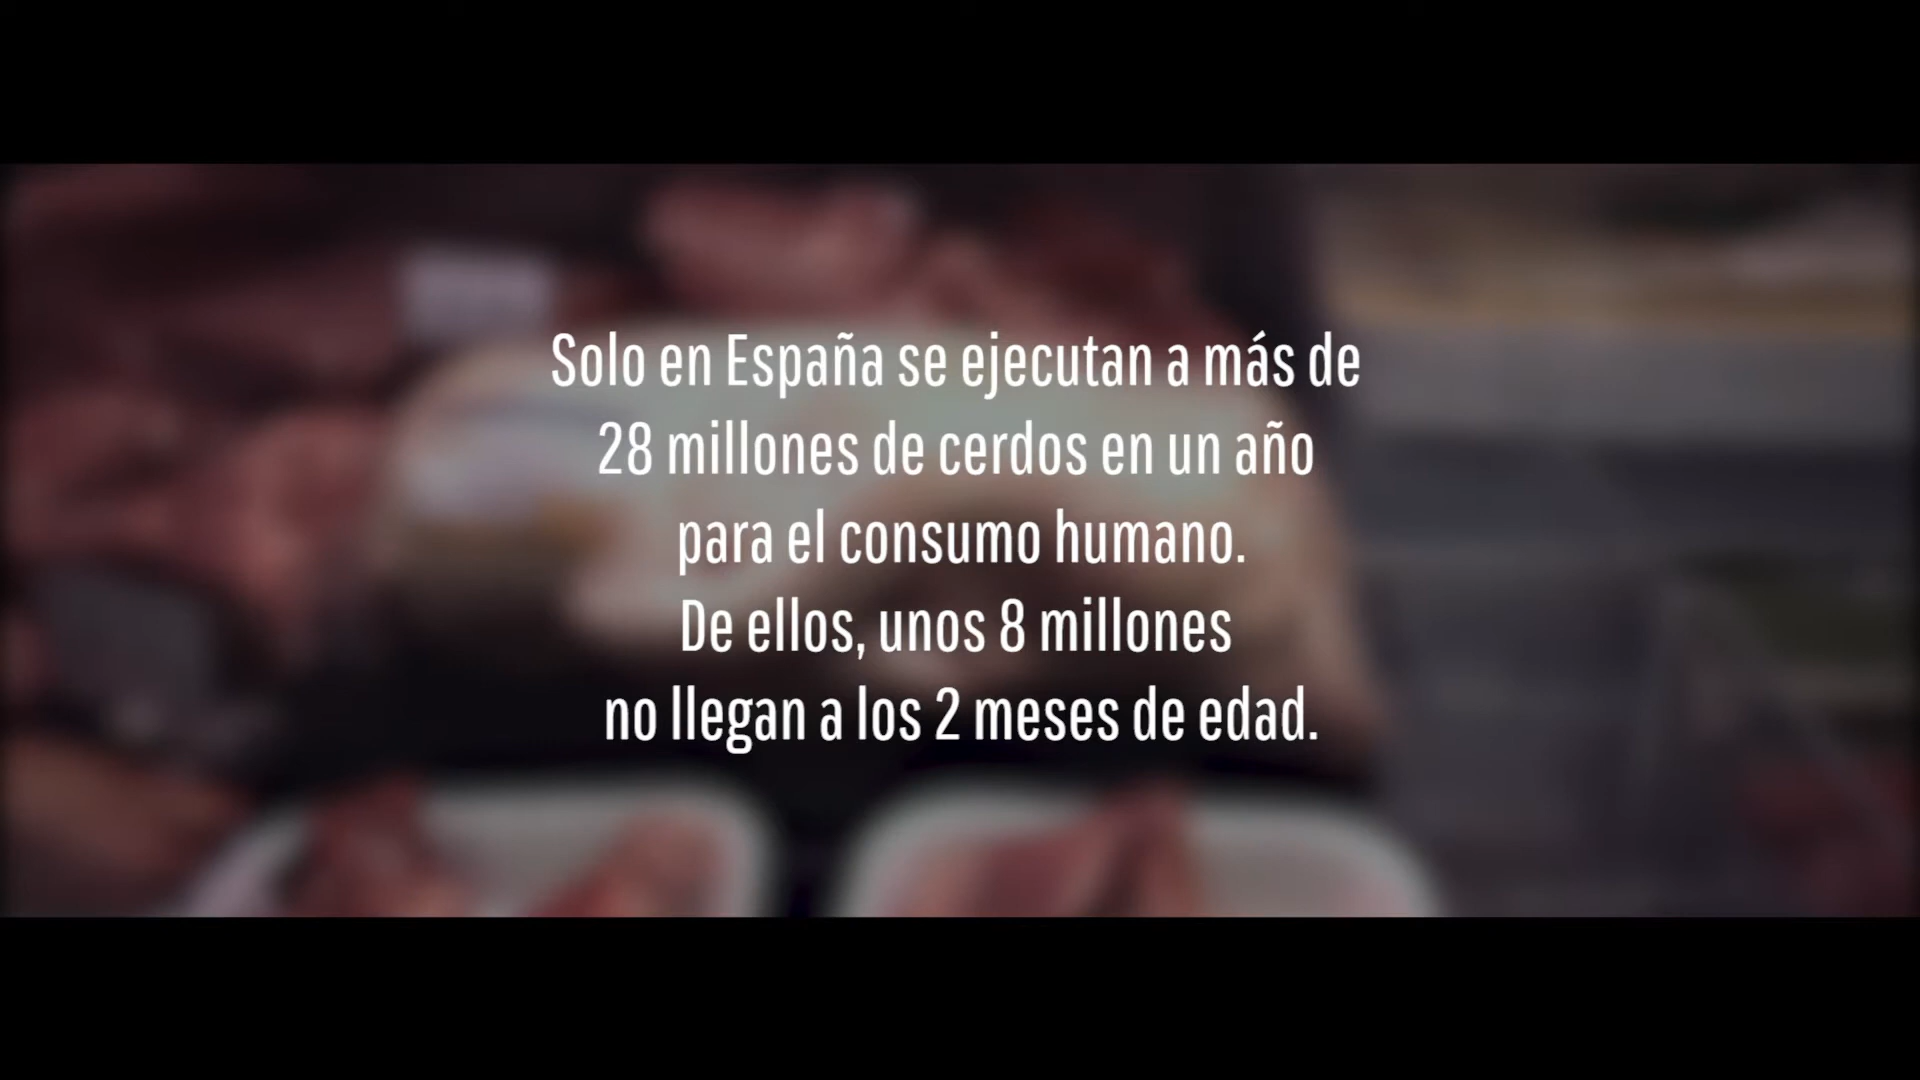 Solo en España se ejecutan a más de
28 millones de cerdos en un año
para el consumo humano.
De ellos, unos 8 millones
no llegan a los 2 meses de edad.